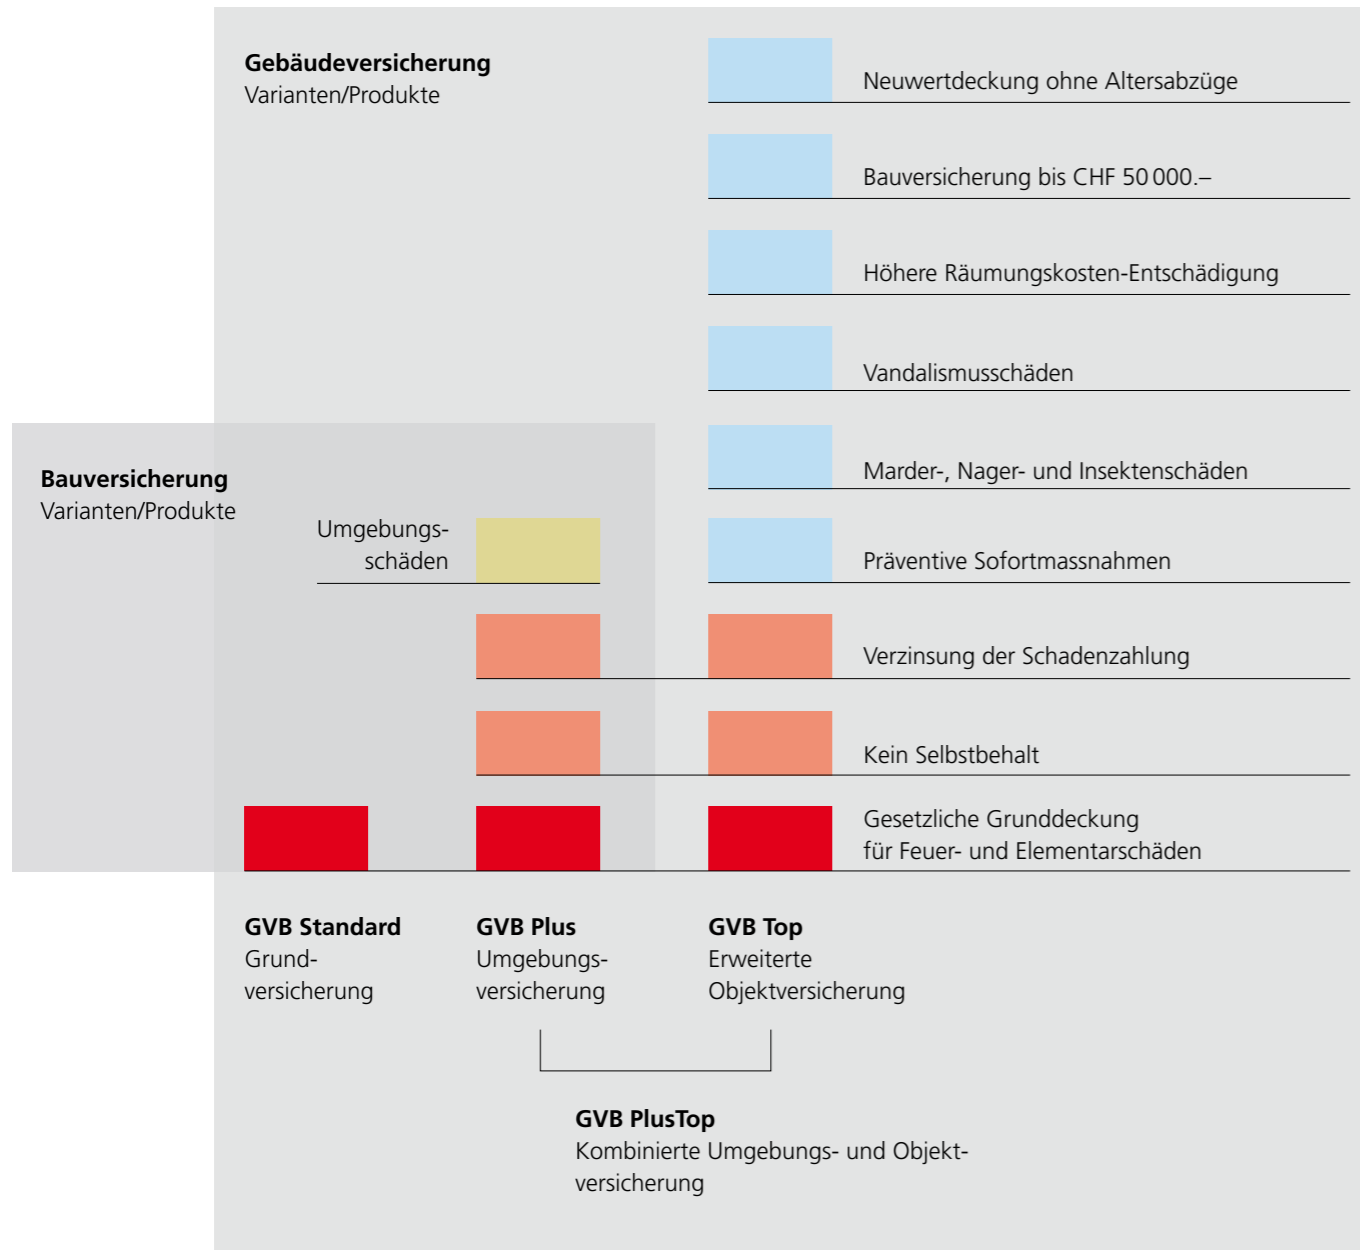 Gebäudeversicherung
Varianten/Produkte
Neuwertdeckung ohne Altersabzüge
Bauversicherung bis CHF 50 000.–
Höhere Räumungskosten-Entschädigung
Vandalismusschäden
Marder-, Nager- und Insektenschäden
Bauversicherung
Varianten/Produkte
Umgebungs-
schäden
Präventive Sofortmassnahmen
Verzinsung der Schadenzahlung
Kein Selbstbehalt
Gesetzliche Grunddeckung
für Feuer- und Elementarschäden
GVB Standard
Grund-
versicherung
GVB Plus
Umgebungs-
versicherung
GVB Top
Erweiterte
Objektversicherung
GVB PlusTop
Kombinierte Umgebungs- und Objekt-
versicherung